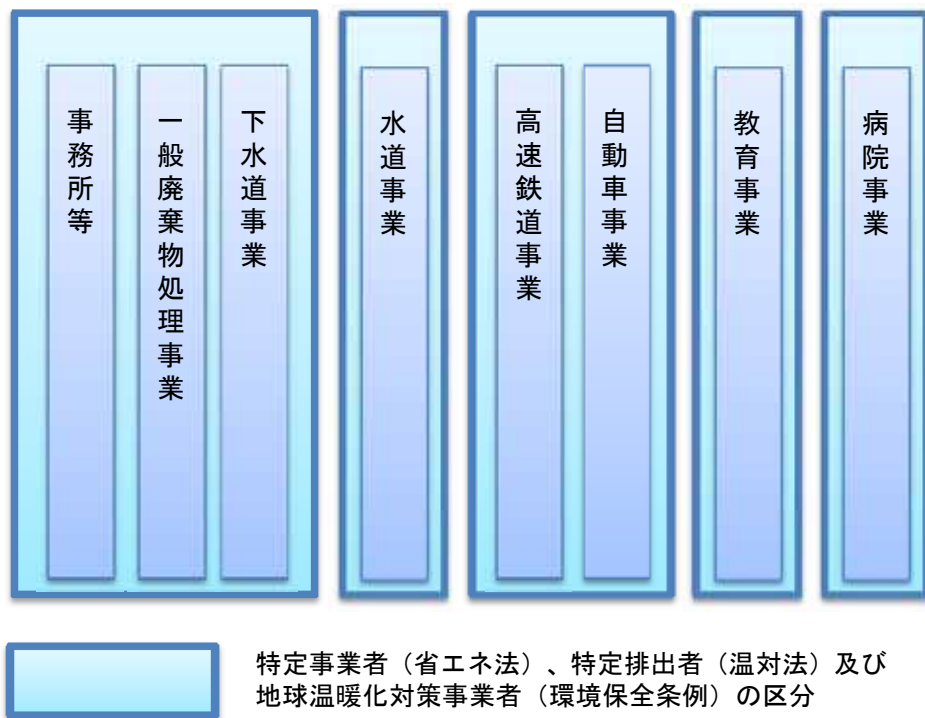 事務所等
一般廃棄物処理事業
下水道事業
水道事業
高速鉄道事業
自動車事業
教育事業
病院事業
特定事業者（省エネ法）、特定排出者（温対法）及び
地球温暖化対策事業者（環境保全条例）の区分